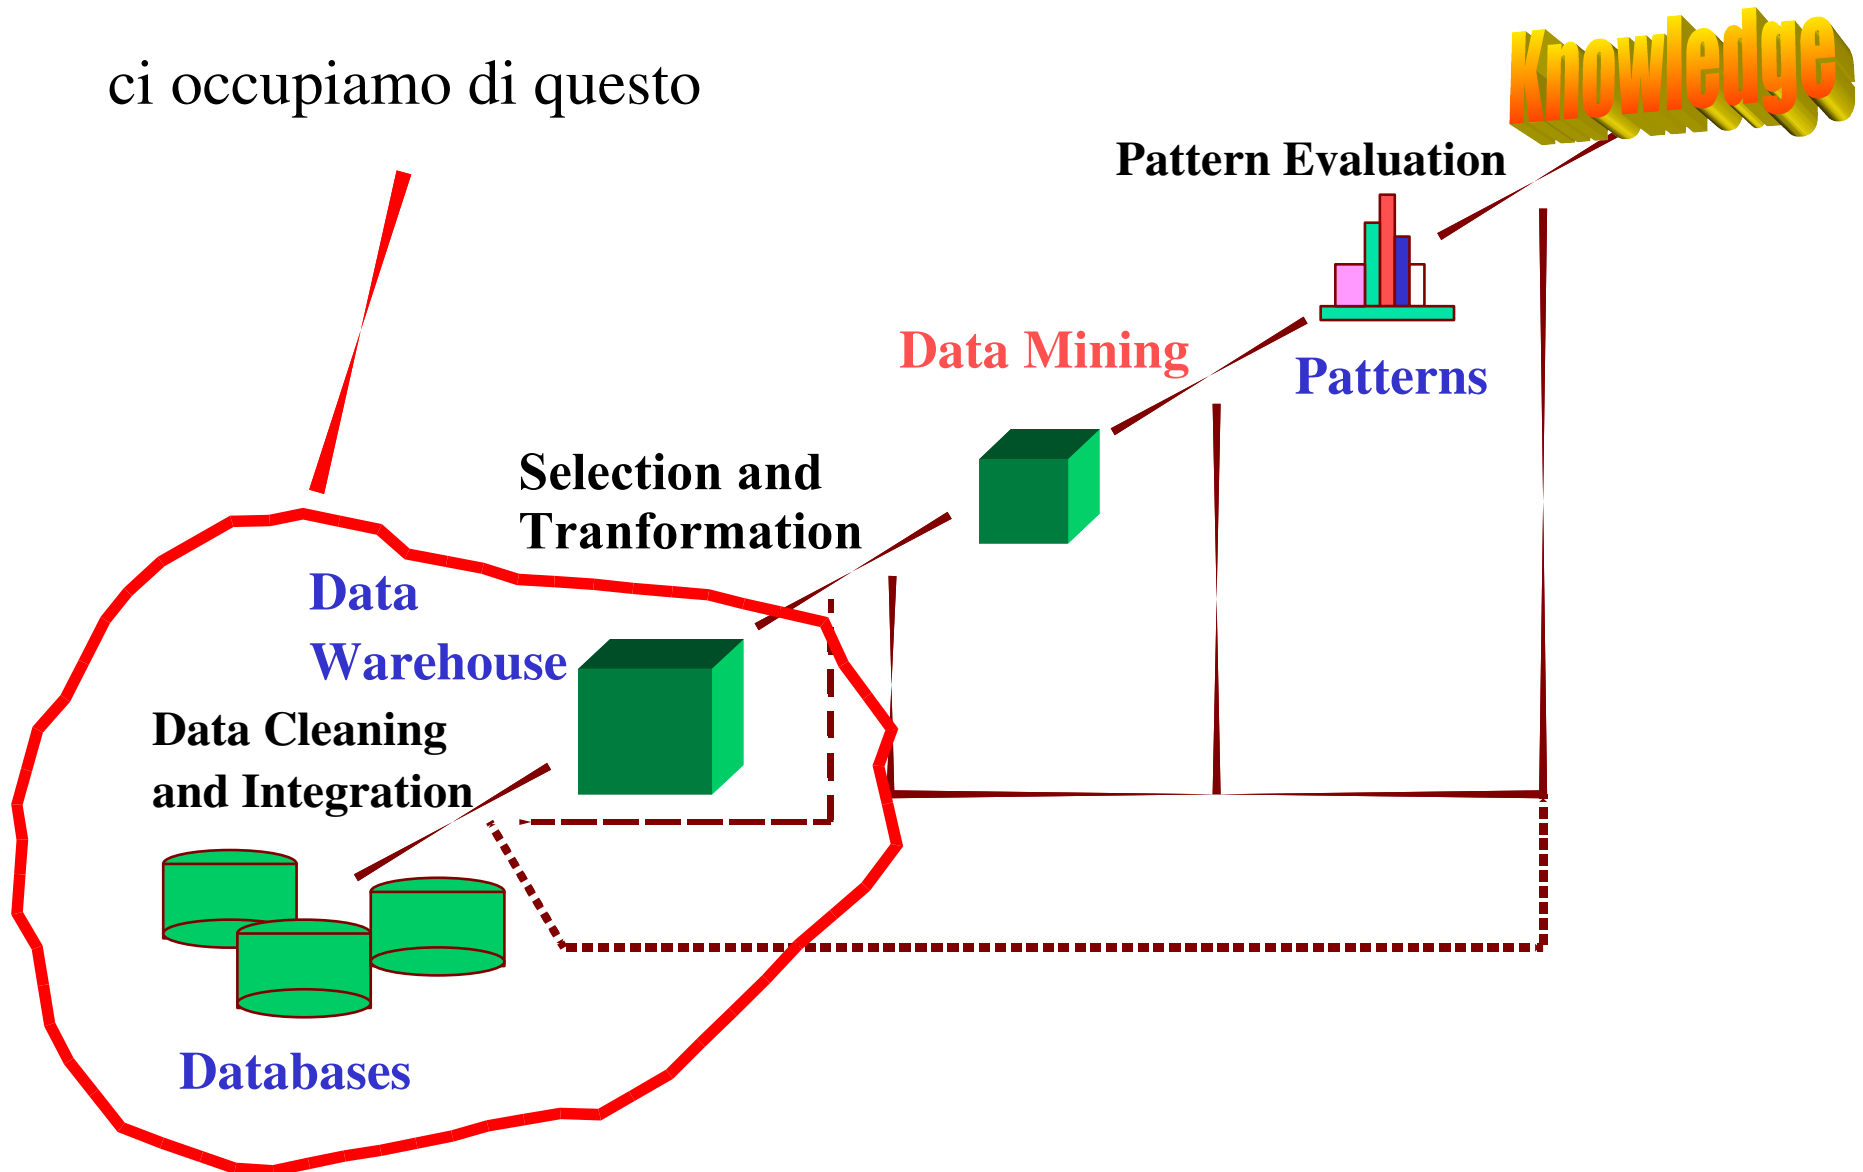 Knowledge
ci occupiamo di questo
Pattern Evaluation
Data Mining
Patterns
Selection and
Tranformation
Data
Warehouse
Data Cleaning
and Integration
Databases